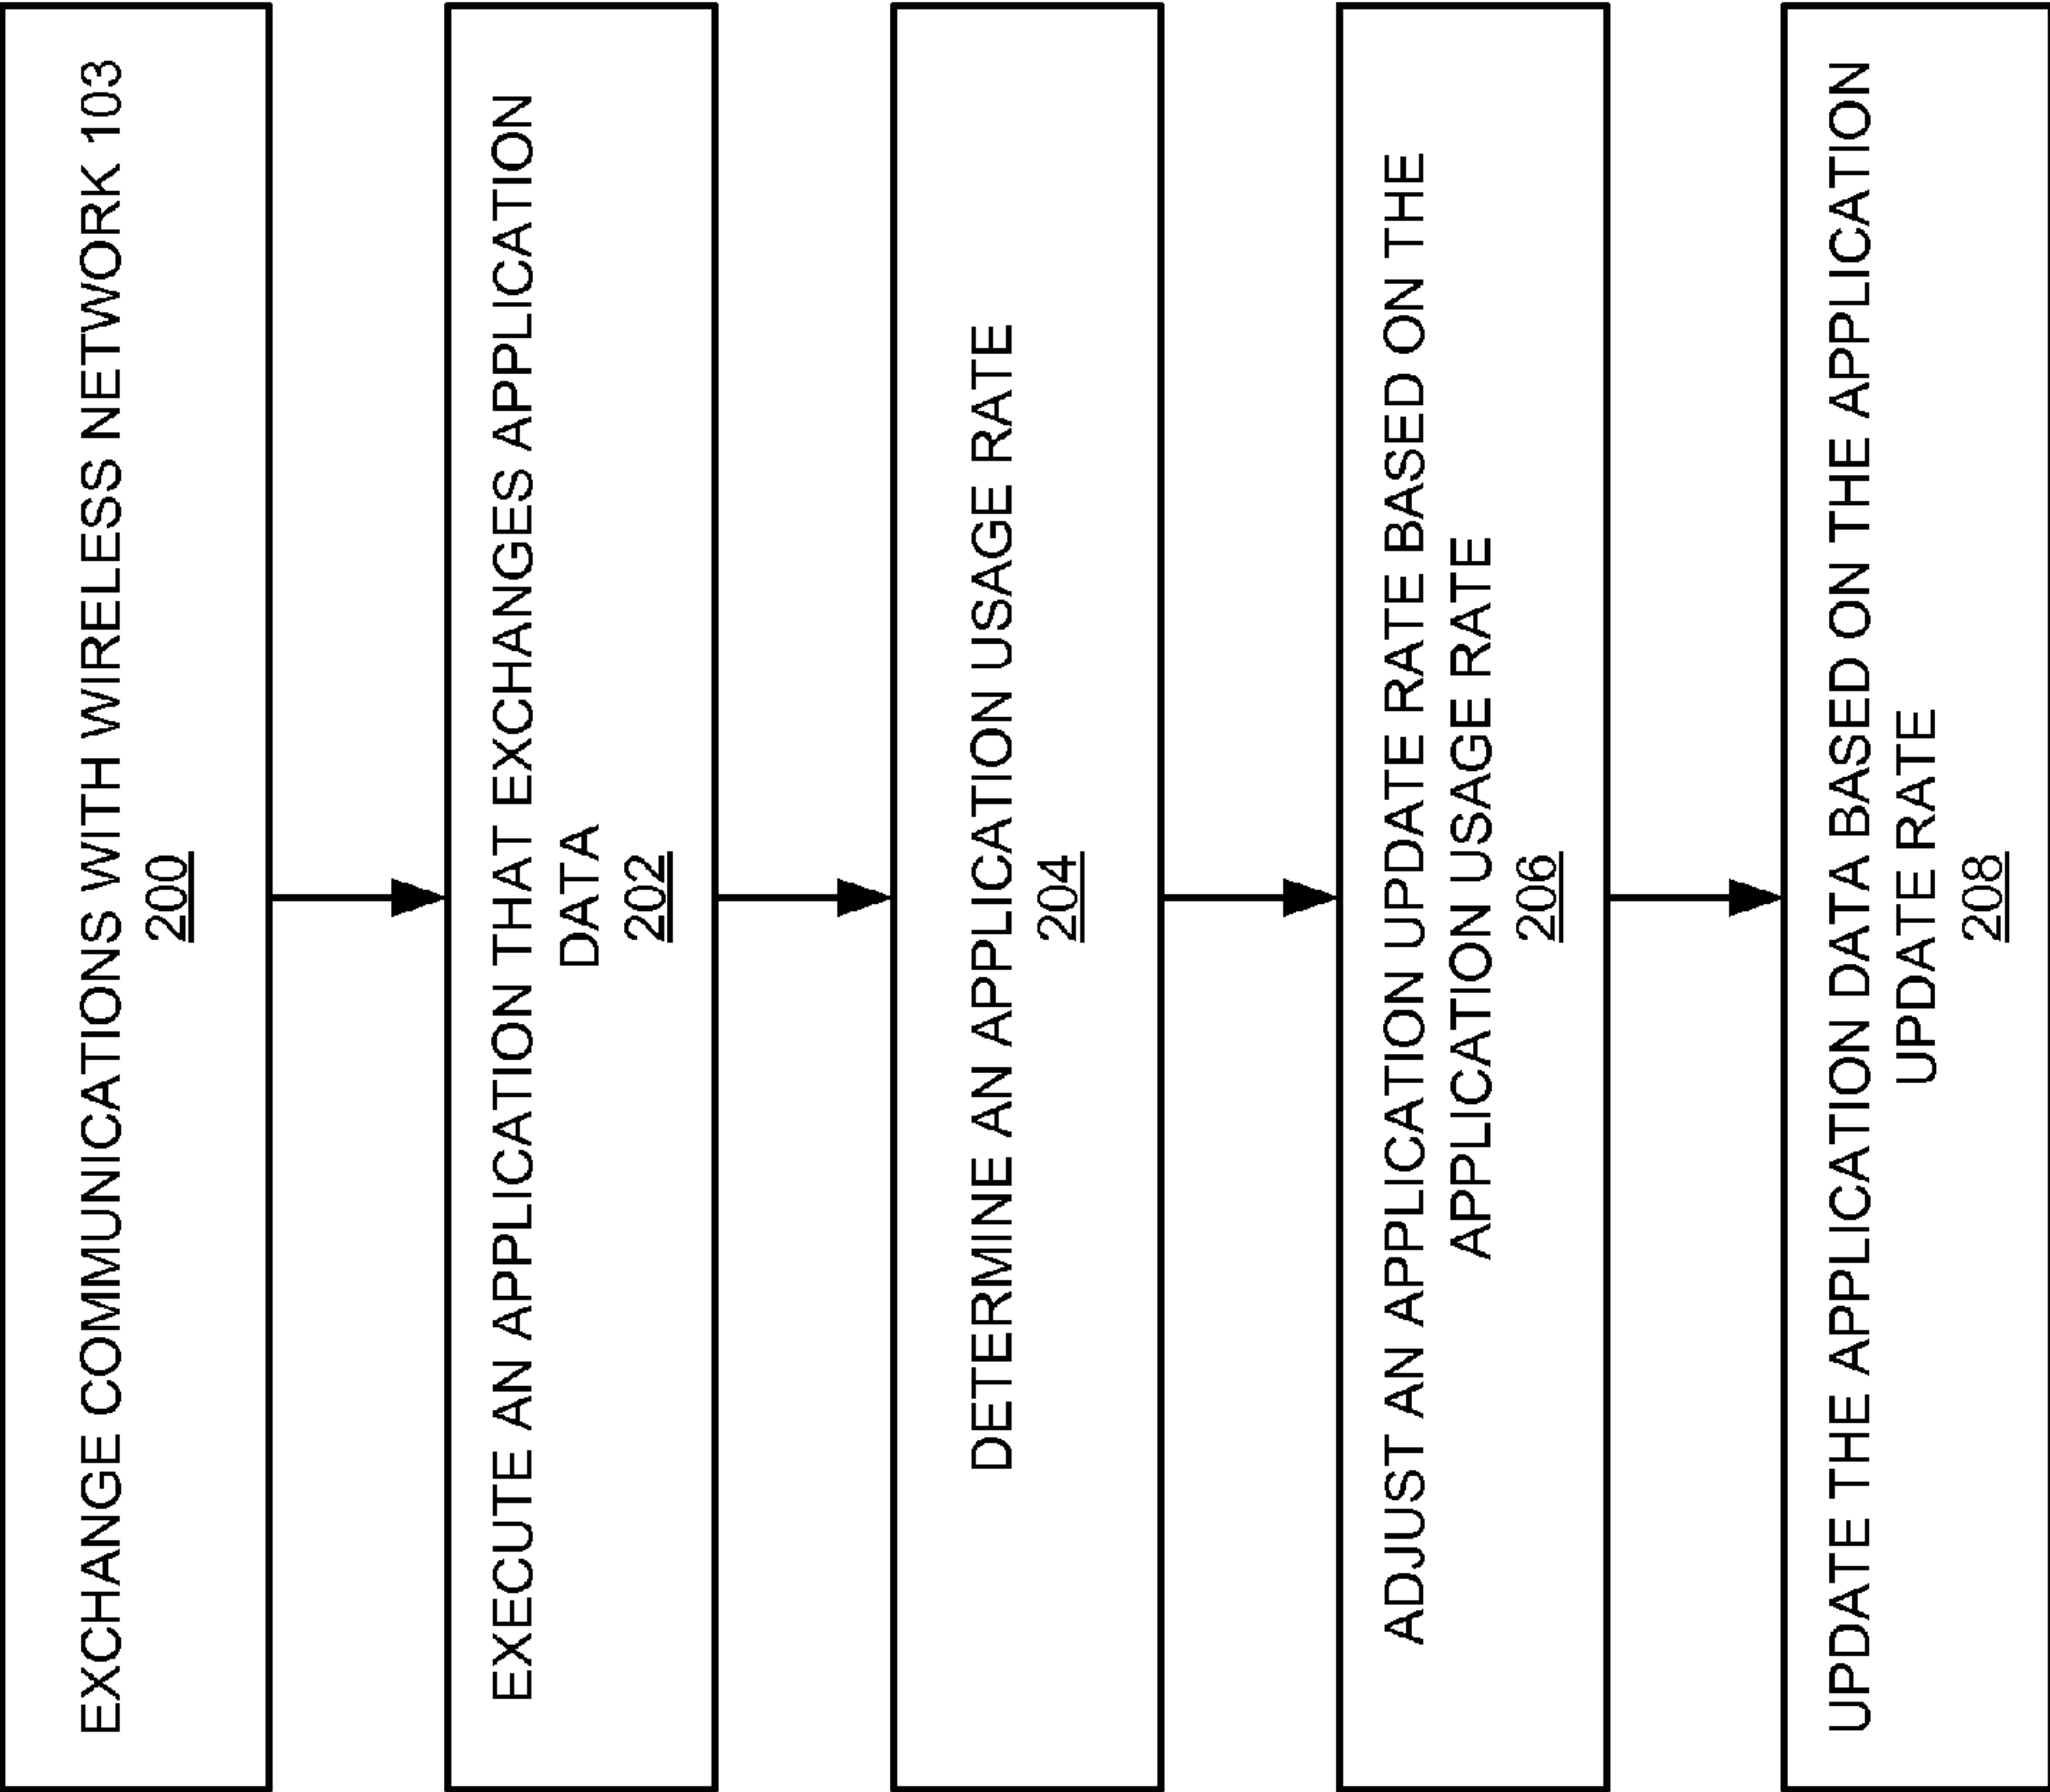 EXCHANGE COMMUNICATIONS WITH WIRELESS NETWORK 103
200
EXECUTE AN APPLICATION THAT EXCHANGES APPLICATION
DATA
202
DETERMINE AN APPLICATION USAGE RATE
204
ADJUST AN APPLICATION UPDATE RATE BASED ON THE
APPLICATION USAGE RATE
206
UPDATE THE APPLICATION DATA BASED ON THE APPLICATION
UPDATE RATE
208